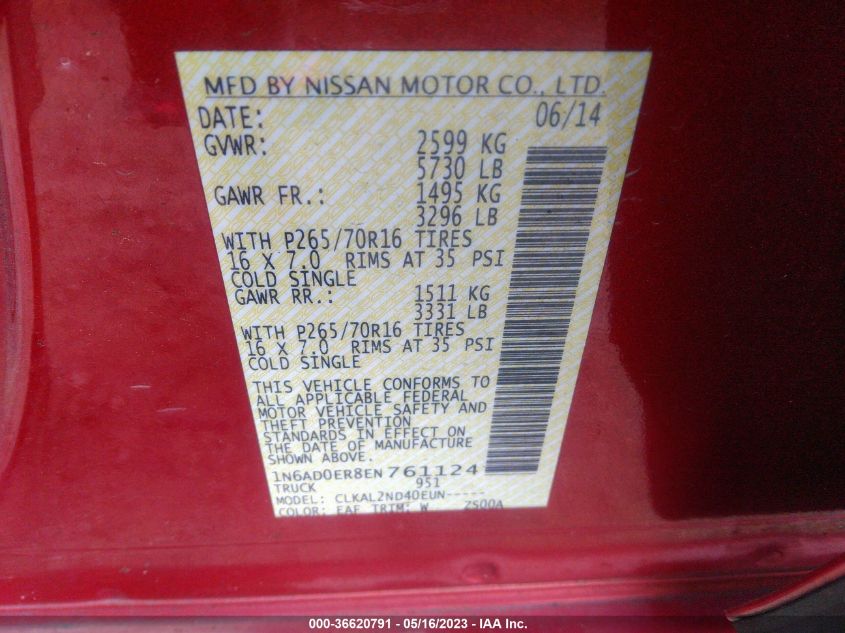 MFD BY NISSAN MOTOR CO., LTD.
DATE: 06/14
GVWR: 2599 KG
5730 LB
GAWR FR.: 1495 KG
3296 LB
WITH P265/70R16 TIRES
16 X 7.0 RIMS AT 35 PSI
COLD SINGLE
GAWR RR.: 1511 KG
3331 LB
WITH P265/70R16 TIRES
16 X 7.0 RIMS AT 35 PSI
COLD SINGLE
THIS VEHICLE CONFORMS TO
ALL APPLICABLE FEDERAL
MOTOR VEHICLE SAFETY AND
THEFT PREVENTION
STANDARDS IN EFFECT ON
THE DATE OF MANUFACTURE
SHOWN ABOVE.
1N6AD0ER8EN761124
TRUCK 951
MODEL: CLKAL2ND40EUN-----
COLOR: EAF TRIM: W ZS00A
000-36620791 - 05/16/2023 - IAA Inc.